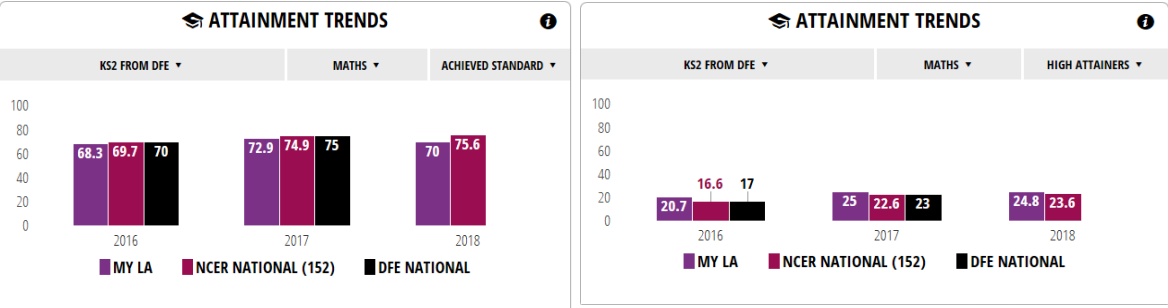 ATTAINMENT TRENDS
KS2 FROM DFE ▼ MATHS ▼ ACHIEVED STANDARD ▼
100
80
60
40
20
0
68.3 69.7 70
72.9 74.9 75
70 75.6
2016 2017 2018
MY LA NCER NATIONAL (152) DFE NATIONAL
ATTAINMENT TRENDS
KS2 FROM DFE ▼ MATHS ▼ HIGH ATTAINERS ▼
100
80
60
40
20
0
20.7 16.6 17
25 22.6 23
24.8 23.6
2016 2017 2018
MY LA NCER NATIONAL (152) DFE NATIONAL